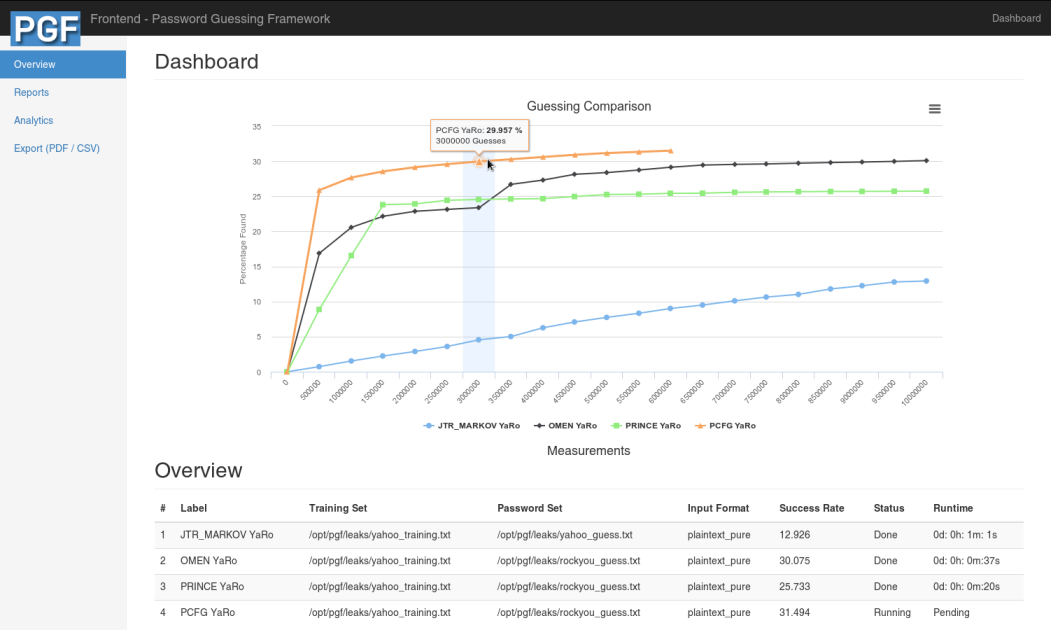 PGF
Frontend - Password Guessing Framework
Dashboard
Overview
Reports
Analytics
Export (PDF / CSV)
Dashboard
Guessing Comparison
PCFG YaRo: 29.957 %
3000000 Guesses
Percentage Found
35
30
25
20
15
10
5
0
0 500000 1000000 1500000 2000000 2500000 3000000 3500000 4000000 4500000 5000000 5500000 6000000 6500000 7000000 7500000 8000000 8500000 9000000 9500000 10000000
JTR_MARKOV YaRo OMEN YaRo PRINCE YaRo PCFG YaRo
Measurements
Overview
# Label Training Set Password Set Input Format Success Rate Status Runtime
1 JTR_MARKOV YaRo /opt/pgf/leaks/yahoo_training.txt /opt/pgf/leaks/yahoo_guess.txt plaintext_pure 12.926 Done 0d: 0h: 1m: 1s
2 OMEN YaRo /opt/pgf/leaks/yahoo_training.txt /opt/pgf/leaks/rockyou_guess.txt plaintext_pure 30.075 Done 0d: 0h: 0m:37s
3 PRINCE YaRo /opt/pgf/leaks/yahoo_training.txt /opt/pgf/leaks/rockyou_guess.txt plaintext_pure 25.733 Done 0d: 0h: 0m:20s
4 PCFG YaRo /opt/pgf/leaks/yahoo_training.txt /opt/pgf/leaks/rockyou_guess.txt plaintext_pure 31.494 Running Pending